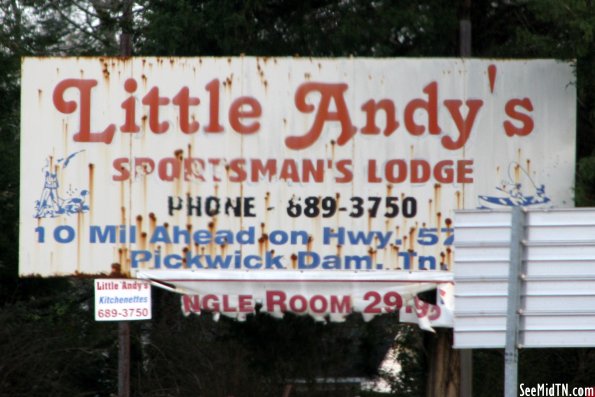 Little Andy's
SPORTSMAN'S LODGE
PHONE - 689-3750
10 Mil Ahead on Hwy. 57
Pickwick Dam, Tn.
Little Andy's
Kitchenettes
689-3750
NGLE ROOM 29.95
SeeMidTN.com